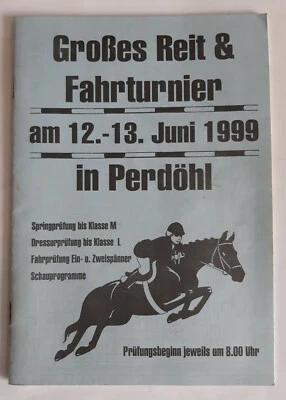 Großes Reit &
Fahrturnier
am 12.-13. Juni 1999
in Perdöhl
Springprüfung bis Klasse M
Dressurprüfung bis Klasse L
Fahrprüfung Ein- u. Zweispänner
Schauprogramme
Prüfungsbeginn jeweils um 8.00 Uhr